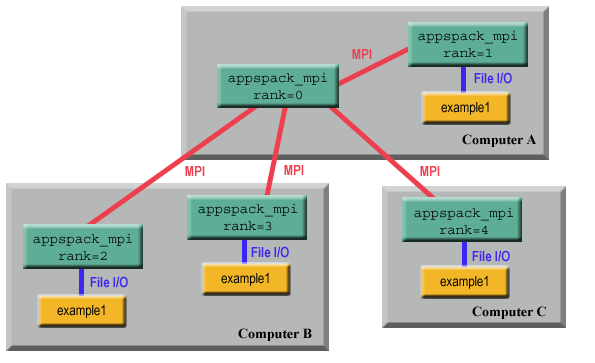 appspack_mpi
rank=1
MPI
File I/O
appspack_mpi
rank=0
example1
Computer A
MPI
MPI
MPI
appspack_mpi
rank=3
appspack_mpi
rank=4
appspack_mpi
rank=2
File I/O
File I/O
File I/O
example1
example1
example1
Computer B
Computer C